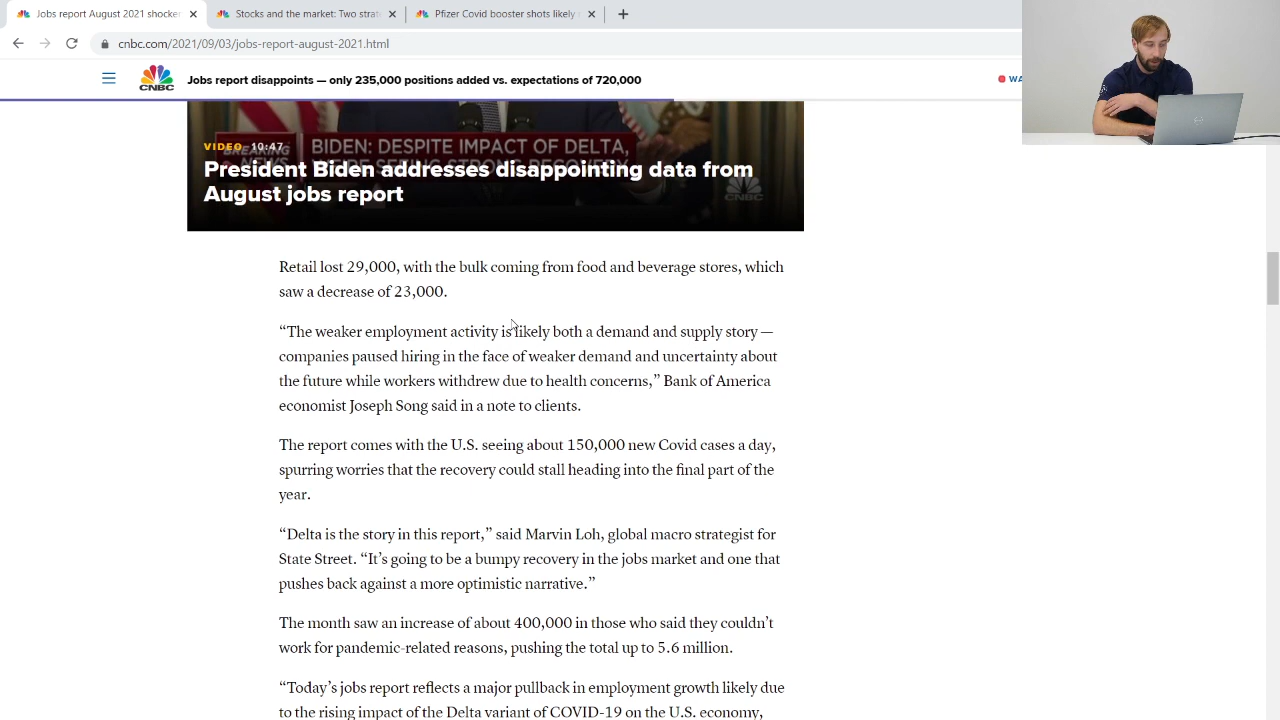 Jobs report August 2021 shocker
Stocks and the market: Two strat
Pfizer Covid booster shots likely
cnbc.com/2021/09/03/jobs-report-august-2021.html
CNBC
Jobs report disappoints — only 235,000 positions added vs. expectations of 720,000
WA
BREAKING NEWS
BIDEN: DESPITE IMPACT OF DELTA,
WE'RE SEEING STRONG RECOVERY
VIDEO 10:47
President Biden addresses disappointing data from
August jobs report
CNBC
Retail lost 29,000, with the bulk coming from food and beverage stores, which
saw a decrease of 23,000.
“The weaker employment activity is likely both a demand and supply story —
companies paused hiring in the face of weaker demand and uncertainty about
the future while workers withdrew due to health concerns,” Bank of America
economist Joseph Song said in a note to clients.
The report comes with the U.S. seeing about 150,000 new Covid cases a day,
spurring worries that the recovery could stall heading into the final part of the
year.
“Delta is the story in this report,” said Marvin Loh, global macro strategist for
State Street. “It’s going to be a bumpy recovery in the jobs market and one that
pushes back against a more optimistic narrative.”
The month saw an increase of about 400,000 in those who said they couldn’t
work for pandemic-related reasons, pushing the total up to 5.6 million.
“Today’s jobs report reflects a major pullback in employment growth likely due
to the rising impact of the Delta variant of COVID-19 on the U.S. economy,